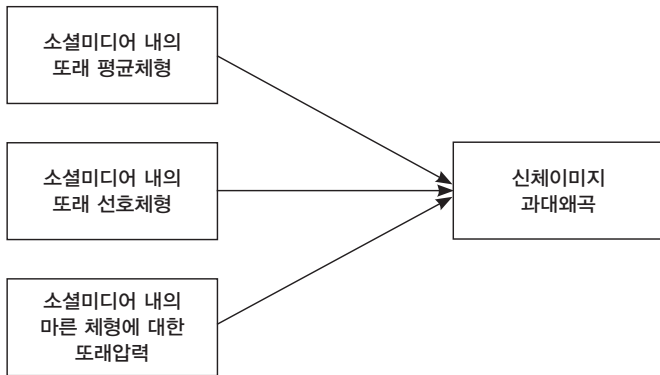 소셜미디어 내의
또래 평균체형
소셜미디어 내의
또래 선호체형
신체이미지
과대왜곡
소셜미디어 내의
마른 체형에 대한
또래압력